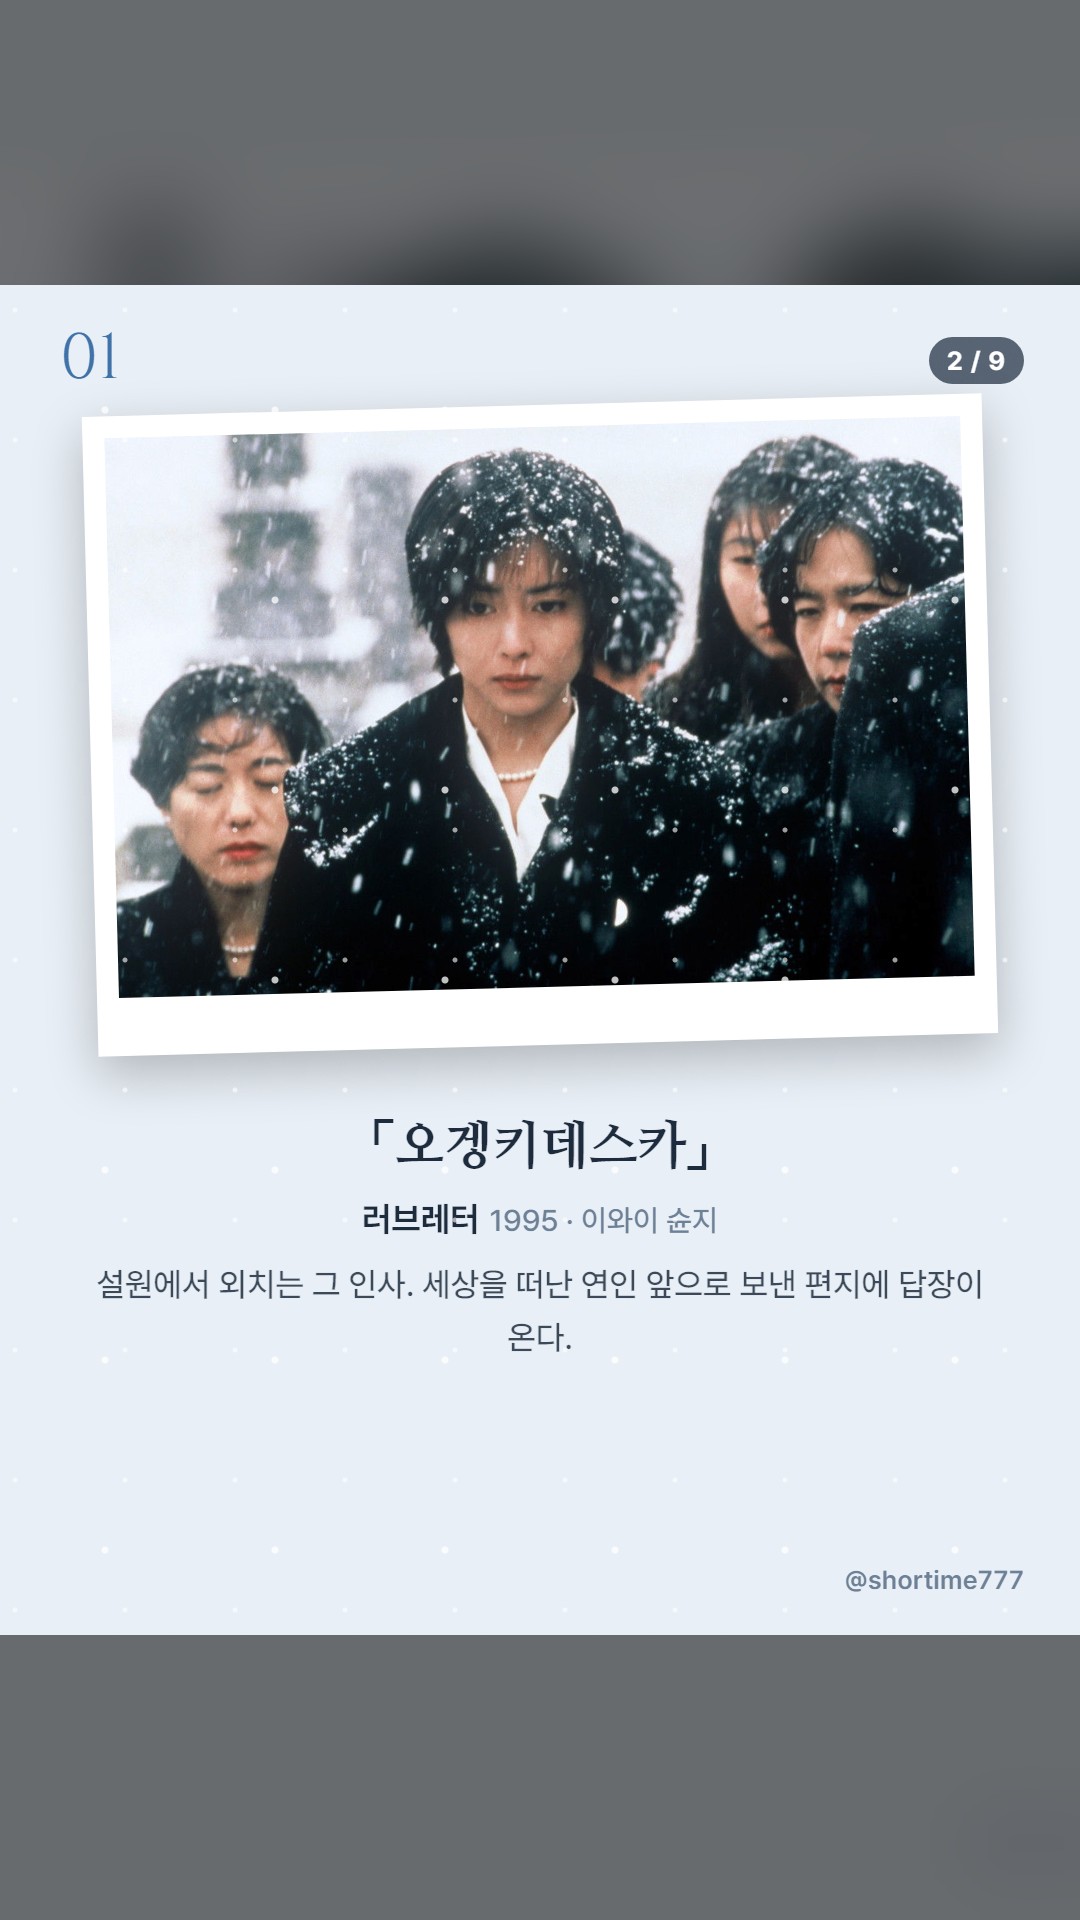 01
2 / 9
「오겡키데스카」
러브레터 1995 · 이와이 슌지
설원에서 외치는 그 인사. 세상을 떠난 연인 앞으로 보낸 편지에 답장이
온다.
@shortime777